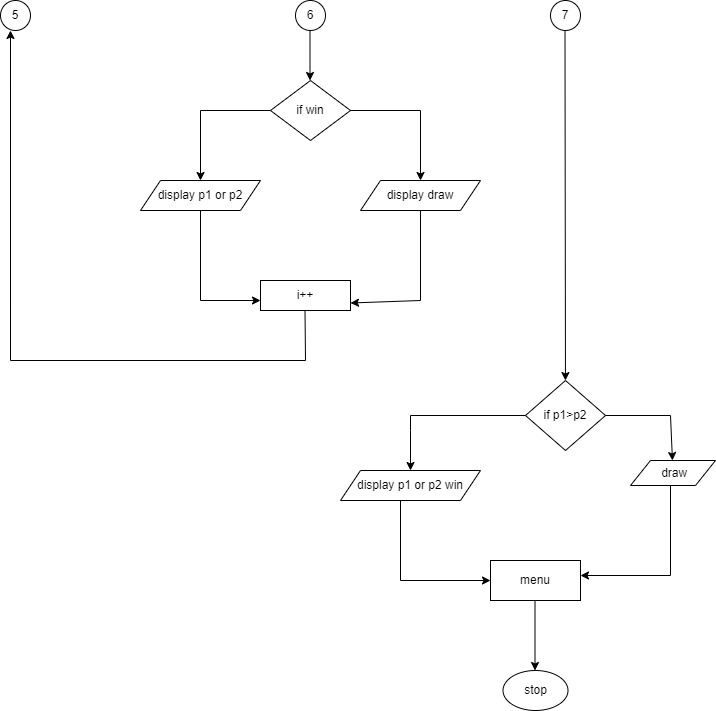 5
6
7
if win
display p1 or p2
display draw
i++
if p1>p2
display p1 or p2 win
draw
menu
stop